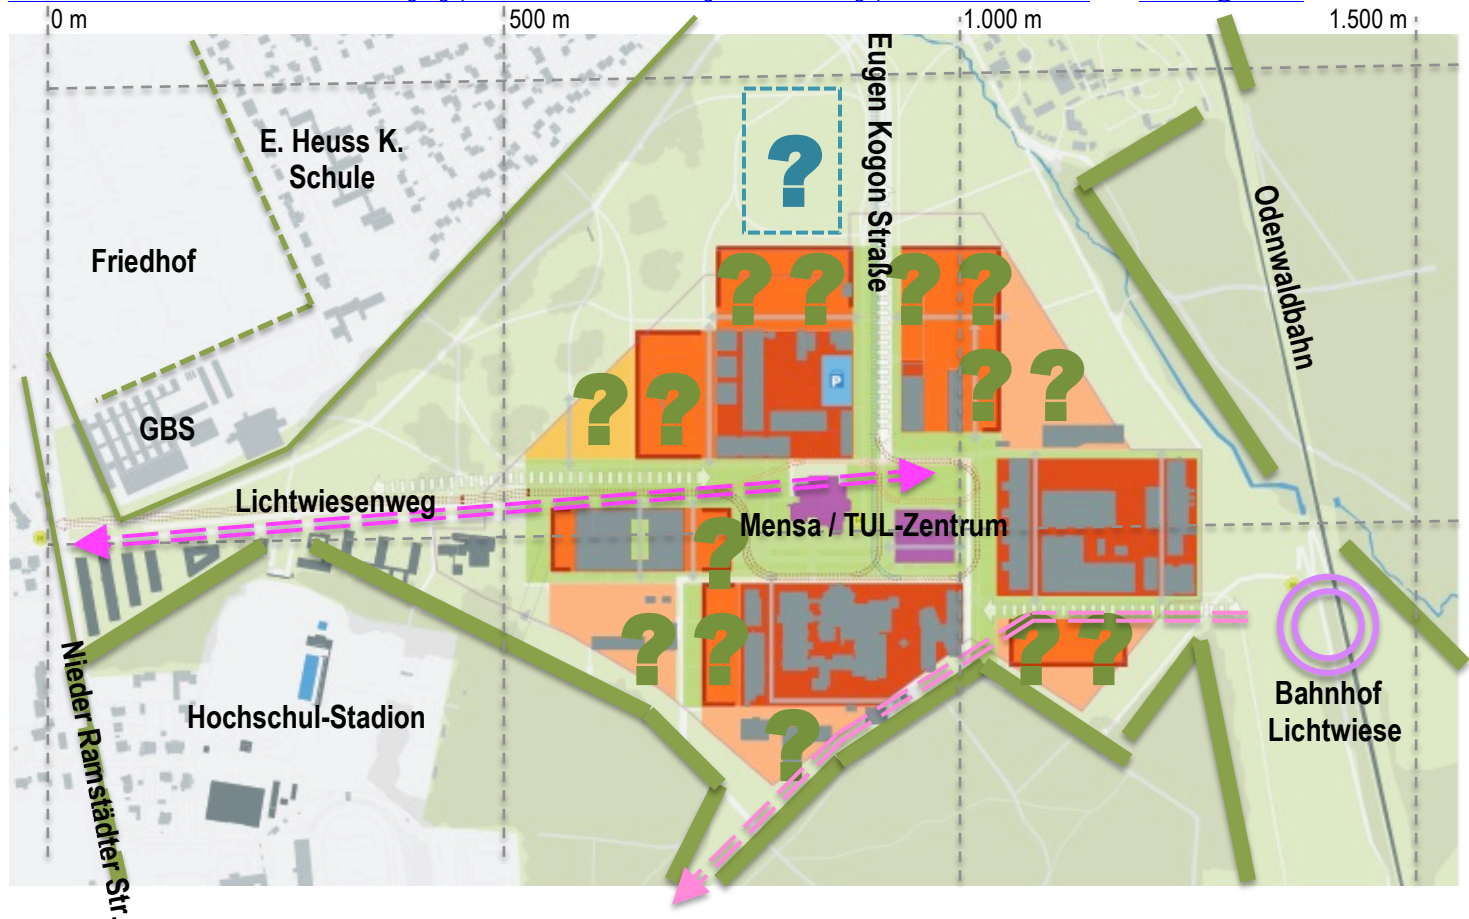 0 m
500 m
1.000 m
1.500 m
Eugen Kogon Straße
E. Heuss K.
Schule
?
Odenwaldbahn
Friedhof
? ? ? ?
? ?
P
? ?
GBS
Lichtwiesenweg
Mensa / TUL-Zentrum
?
H
H
? ?
? ?
Nieder Ramstädter Str.
Hochschul-Stadion
Bahnhof
Lichtwiese
?